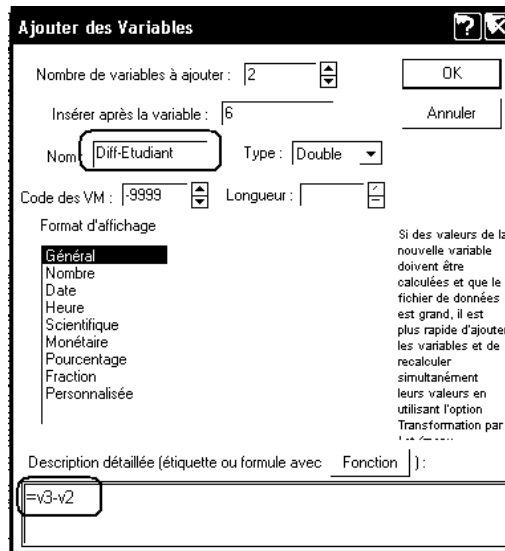 Ajouter des Variables
Nombre de variables à ajouter : 2
OK
Insérer après la variable : 6
Annuler
Nom Diff-Etudiant Type : Double
Code des VM : -9999 Longueur :
Format d'affichage
Général
Nombre
Date
Heure
Scientifique
Monétaire
Pourcentage
Fraction
Personnalisée
Si des valeurs de la
nouvelle variable
doivent être
calculées et que le
fichier de données
est grand, il est
plus rapide d'ajouter
les variables et de
recalculer
simultanément
leurs valeurs en
utilisant l'option
Transformation par
Description détaillée (étiquette ou formule avec Fonction ) :
=v3-v2